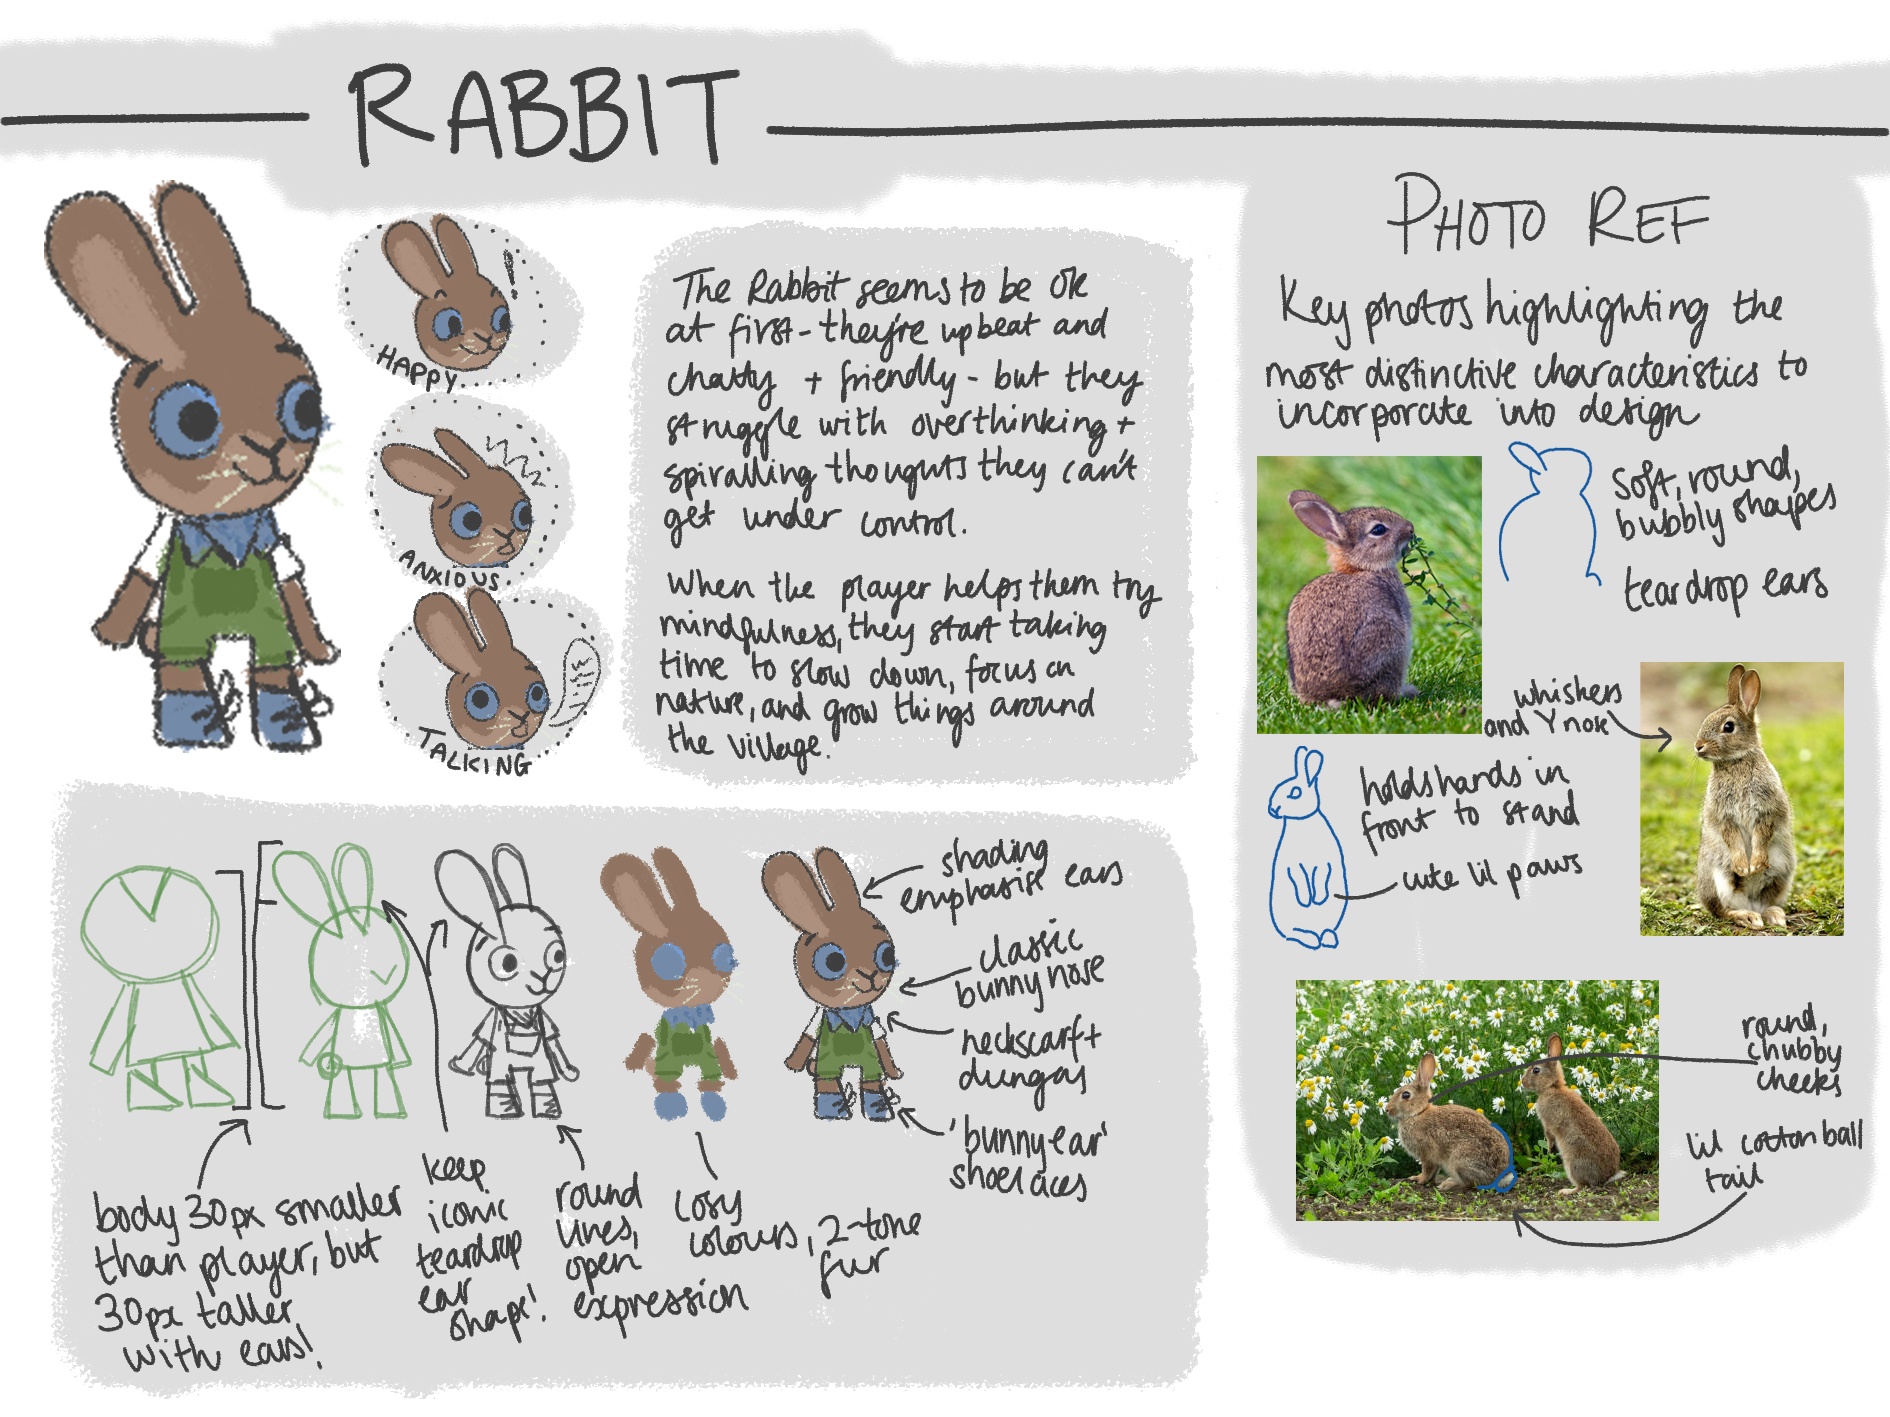 RABBIT
HAPPY
ANXIOUS
TALKING
The Rabbit seems to be ok
at first - they're upbeat and
chatty + friendly - but they
struggle with overthinking +
spiralling thoughts they can't
get under control.
When the player helps them try
mindfulness, they start taking
time to slow down, focus on
nature, and grow things around
the village.
PHOTO REF
Key photos highlighting the
most distinctive characteristics to
incorporate into design
soft, round,
bubbly shapes
teardrop ears
whiskers
and Y nose
holds hands in
front to stand
cute lil paws
round,
chubby
cheeks
lil cotton ball
tail
shading
emphasise ears
classic
bunny nose
neckscarf +
dungas
'bunny ear'
shoelaces
body 30px smaller
than player, but
30px taller
with ears!
keep
iconic
teardrop
ear
shape!
round
lines,
open
expression
cosy
colours, 2-tone
fur